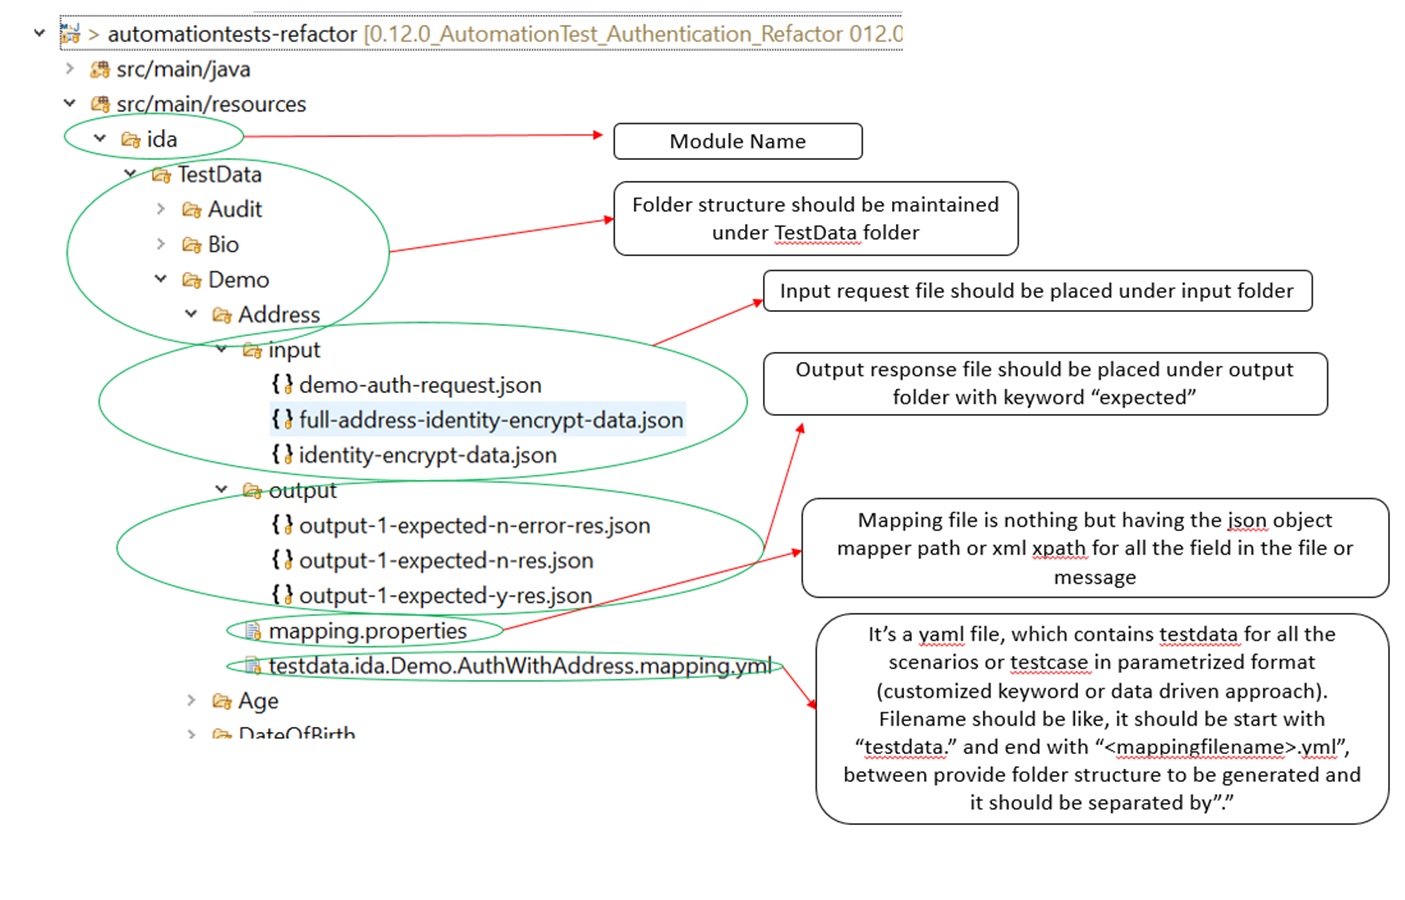 > automationtests-refactor [0.12.0_AutomationTest_Authentication_Refactor 012.0
src/main/java
src/main/resources
ida
TestData
Audit
Bio
Demo
Address
input
demo-auth-request.json
full-address-identity-encrypt-data.json
identity-encrypt-data.json
output
output-1-expected-n-error-res.json
output-1-expected-n-res.json
output-1-expected-y-res.json
mapping.properties
testdata.ida.Demo.AuthWithAddress.mapping.yml
Age
DateOfBirth
Module Name
Folder structure should be maintained
under TestData folder
Input request file should be placed under input folder
Output response file should be placed under output
folder with keyword “expected”
Mapping file is nothing but having the json object
mapper path or xml xpath for all the field in the file or
message
It’s a yaml file, which contains testdata for all the
scenarios or testcase in parametrized format
(customized keyword or data driven approach).
Filename should be like, it should be start with
“testdata.” and end with “<mappingfilename>.yml”,
between provide folder structure to be generated and
it should be separated by”.”